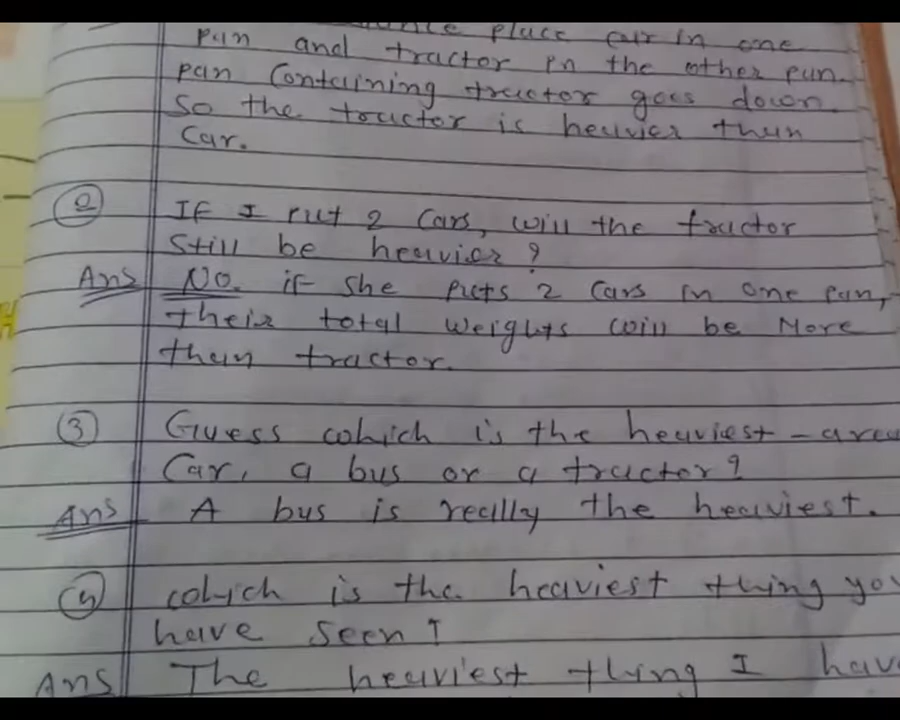 place car in one
pan and tractor in the other pan.
pan Containing tractor goes down
So the tractor is heavier than
Car.
② If I put 2 Cars, will the tractor
Still be heavier?
Ans No. if she puts 2 Cars in one pan,
their total weights will be More
than tractor.
③ Guess which is the heaviest - a
Car, a bus or a tractor?
Ans A bus is really the heaviest.
④ which is the heaviest thing you
have seen?
Ans The heaviest thing I have